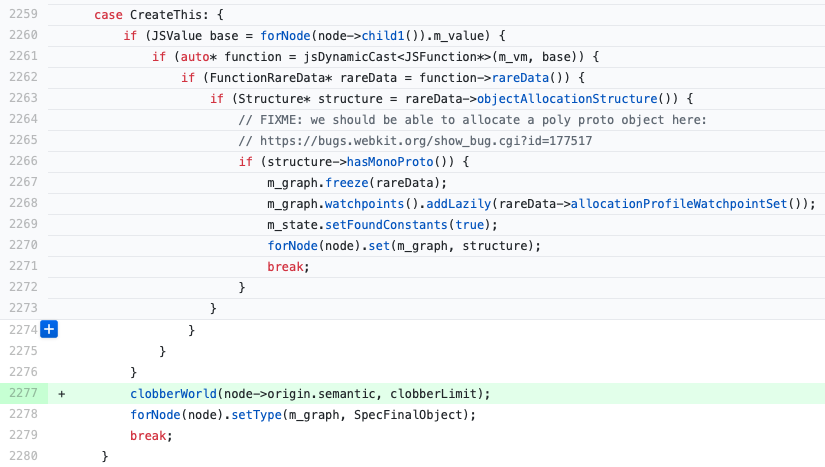 2259 case CreateThis: {
2260 if (JSValue base = forNode(node->child1()).m_value) {
2261 if (auto* function = jsDynamicCast<JSFunction*>(m_vm, base)) {
2262 if (FunctionRareData* rareData = function->rareData()) {
2263 if (Structure* structure = rareData->objectAllocationStructure()) {
2264 // FIXME: we should be able to allocate a poly proto object here:
2265 // https://bugs.webkit.org/show_bug.cgi?id=177517
2266 if (structure->hasMonoProto()) {
2267 m_graph.freeze(rareData);
2268 m_graph.watchpoints().addLazily(rareData->allocationProfileWatchpointSet());
2269 m_state.setFoundConstants(true);
2270 forNode(node).set(m_graph, structure);
2271 break;
2272 }
2273 }
2274 + }
2275 }
2276 }
2277 + clobberWorld(node->origin.semantic, clobberLimit);
2278 forNode(node).setType(m_graph, SpecFinalObject);
2279 break;
2280 }